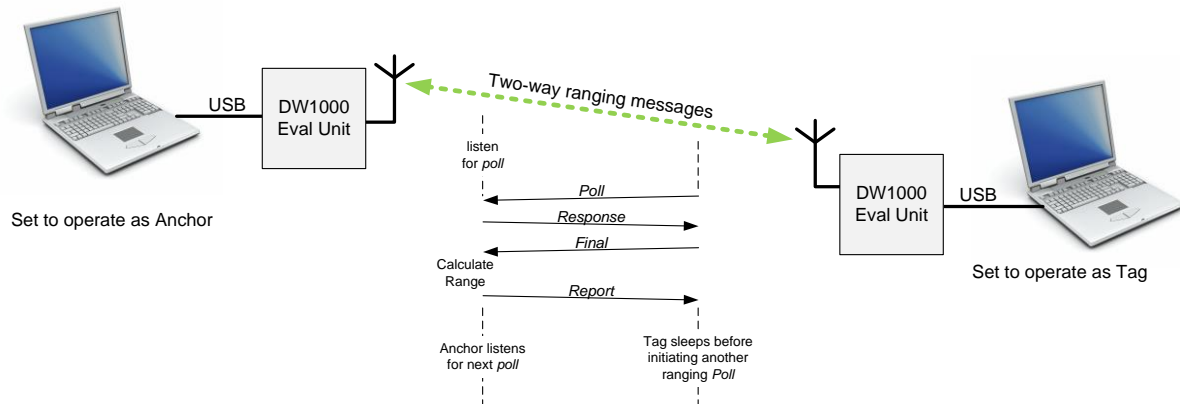 USB
DW1000
Eval Unit
Two-way ranging messages
listen
for poll
DW1000
Eval Unit
USB
Poll
Set to operate as Anchor
Response
Final
Calculate
Range
Set to operate as Tag
Report
Anchor listens
for next poll
Tag sleeps before
initiating another
ranging Poll